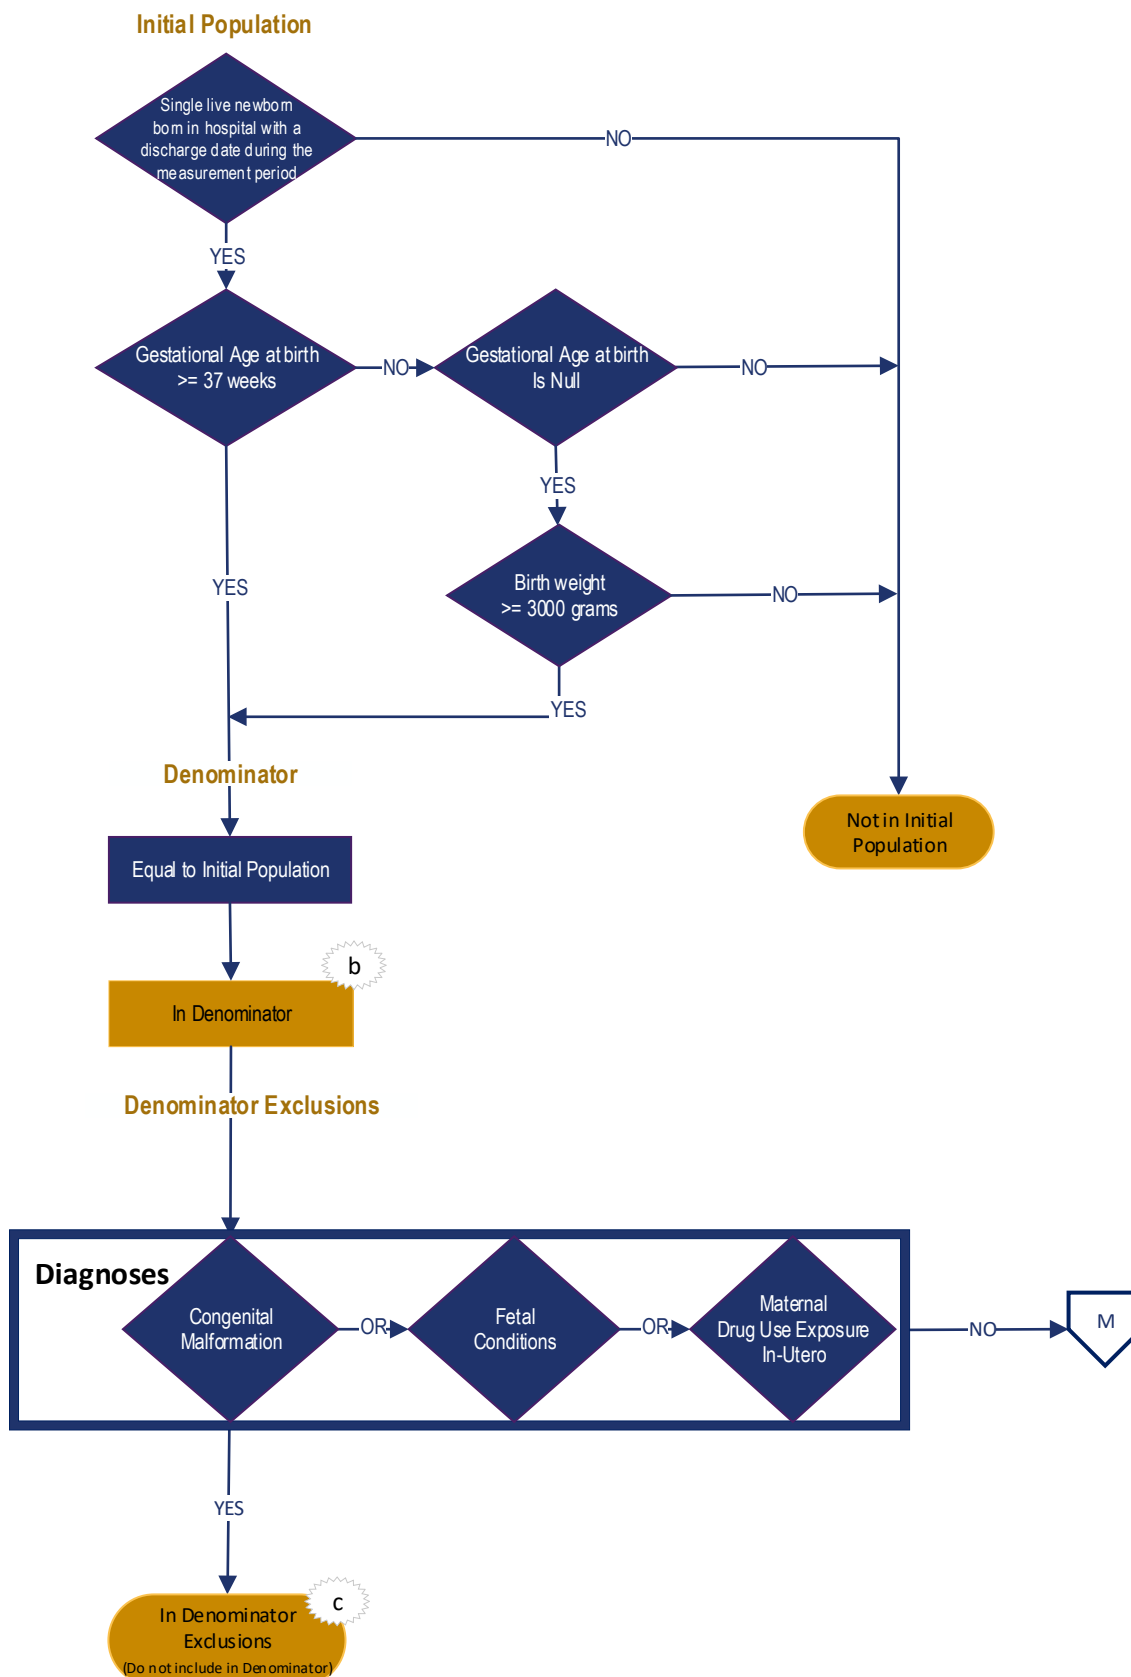 Initial Population
Single live newborn
born in hospital with a
discharge date during the
measurement period
NO
YES
Gestational Age at birth
>= 37 weeks
NO
Gestational Age at birth
Is Null
NO
YES
Birth weight
>= 3000 grams
NO
YES
YES
Denominator
Not in Initial
Population
Equal to Initial Population
b
In Denominator
Denominator Exclusions
Diagnoses
Congenital
Malformation
OR
Fetal
Conditions
OR
Maternal
Drug Use Exposure
In-Utero
NO
M
YES
c
In Denominator
Exclusions
(Do not include in Denominator)